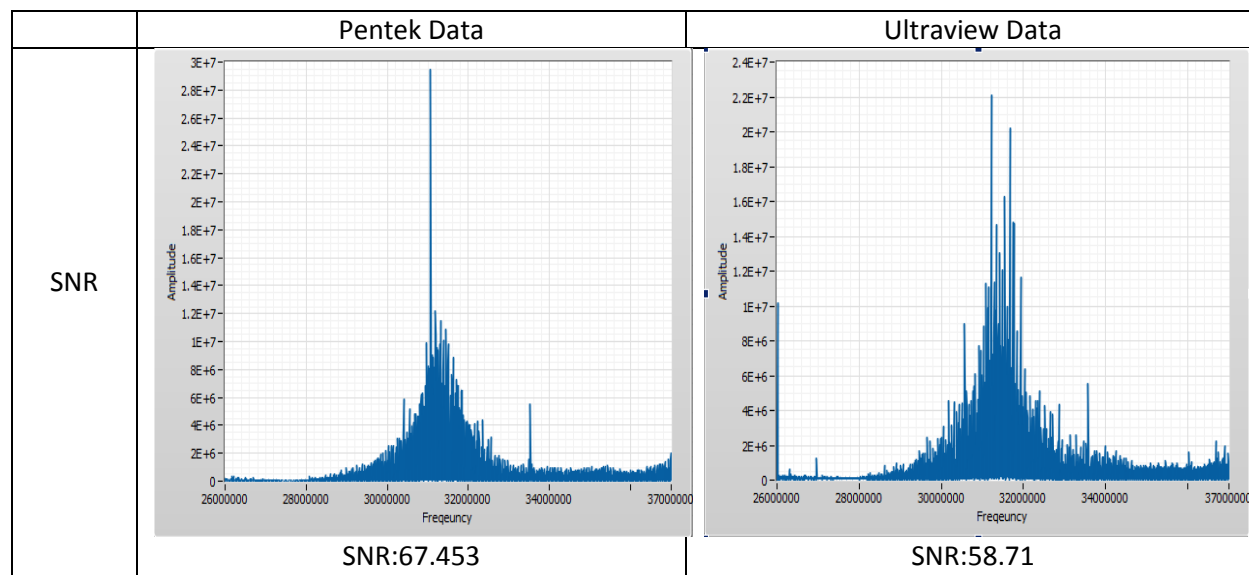 Pentek Data
Ultraview Data
SNR
3E+7
2.8E+7
2.6E+7
2.4E+7
2.2E+7
2E+7
1.8E+7
1.6E+7
1.4E+7
1.2E+7
1E+7
8E+6
6E+6
4E+6
2E+6
0
Amplitude
26000000 28000000 30000000 32000000 34000000 37000000
Freqeuncy
SNR:67.453
2.4E+7
2.2E+7
2E+7
1.8E+7
1.6E+7
1.4E+7
1.2E+7
1E+7
8E+6
6E+6
4E+6
2E+6
0
Amplitude
26000000 28000000 30000000 32000000 34000000 37000000
Freqeuncy
SNR:58.71